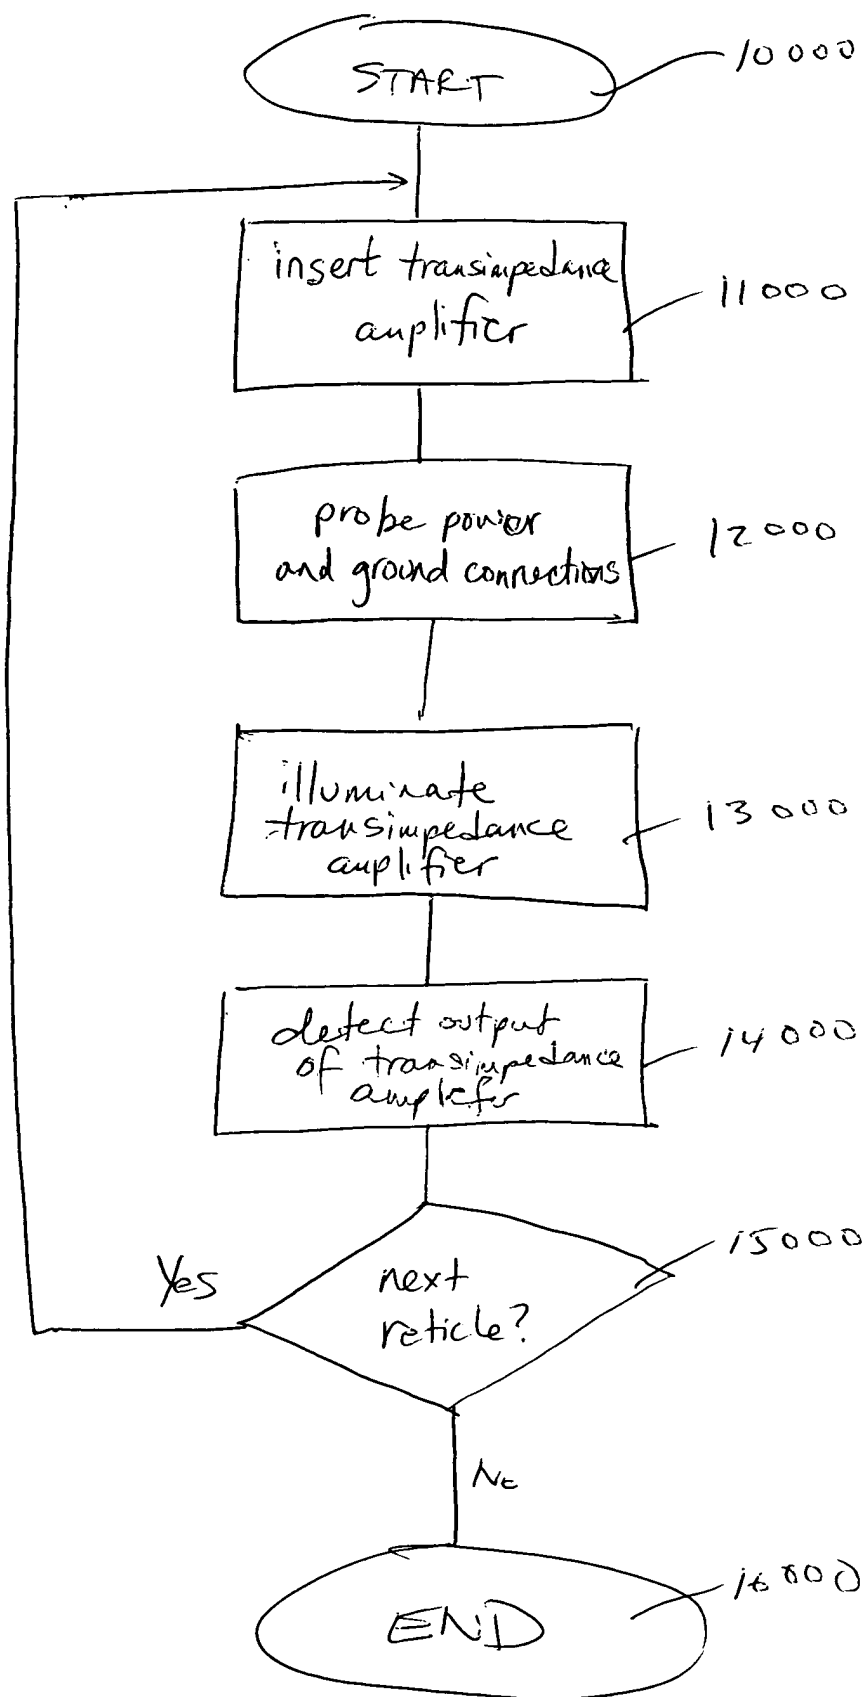 START
10000
insert transimpedance
amplifier
11000
probe power
and ground connections
12000
illuminate
transimpedance
amplifier
13000
detect output
of transimpedance
amplifer
14000
next
reticle?
15000
Yes
No
END
16000